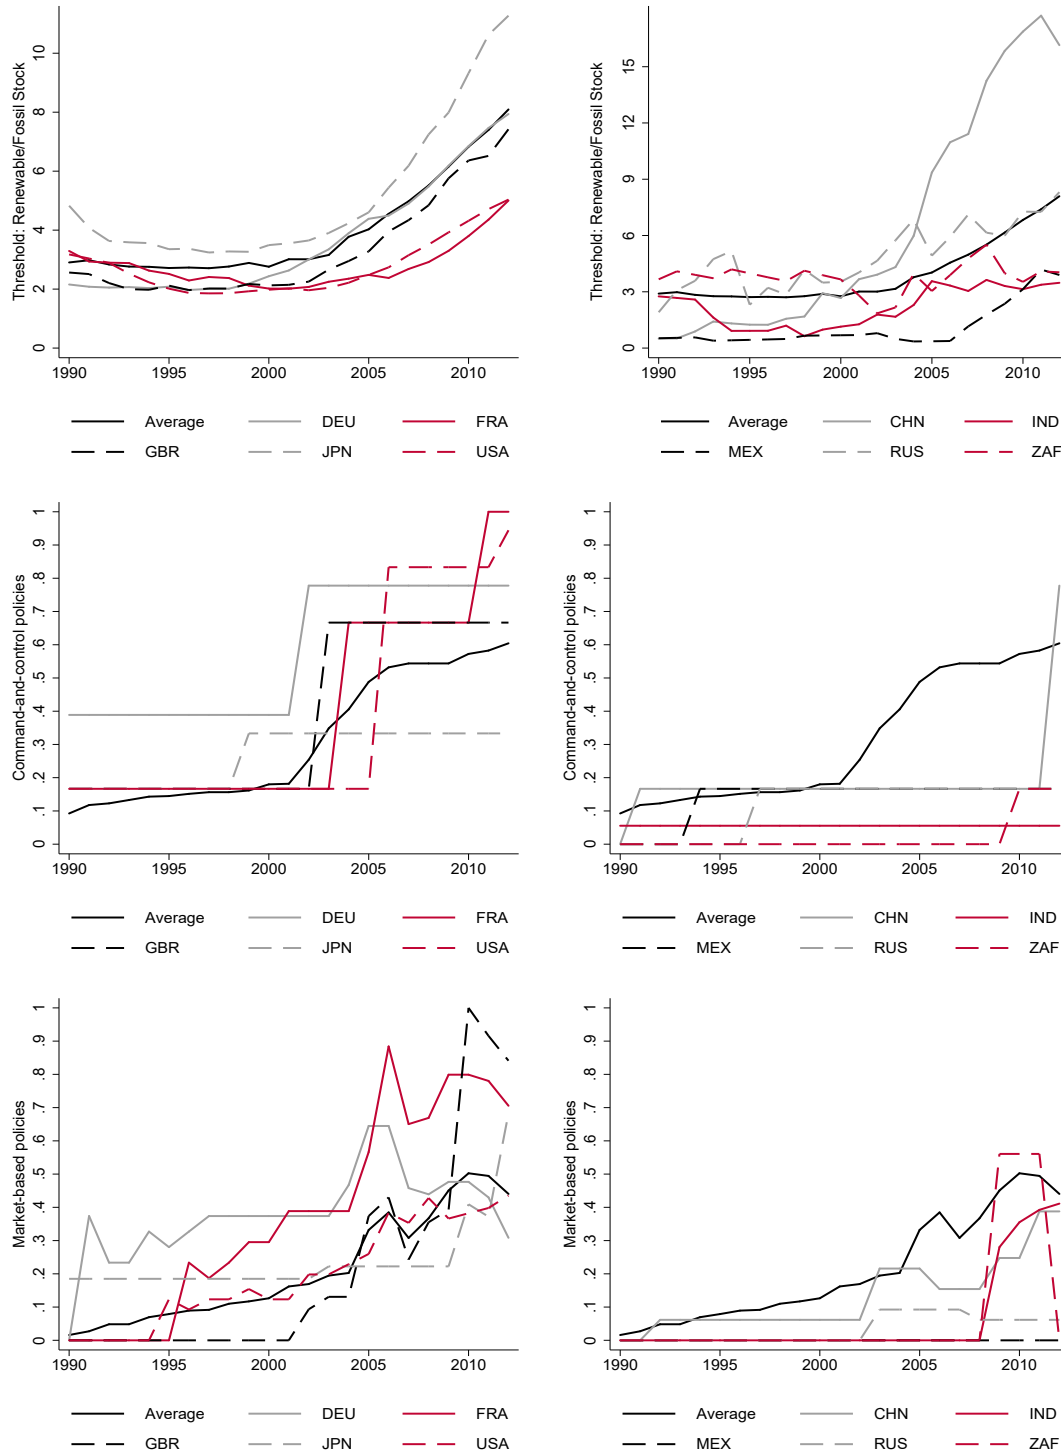 Threshold: Renewable/Fossil Stock
10
8
6
4
2
0
1990 1995 2000 2005 2010
Average DEU FRA
GBR JPN USA
Threshold: Renewable/Fossil Stock
15
12
9
6
3
0
1990 1995 2000 2005 2010
Average CHN IND
MEX RUS ZAF
Command-and-control policies
1
.9
.8
.7
.6
.5
.4
.3
.2
.1
0
1990 1995 2000 2005 2010
Average DEU FRA
GBR JPN USA
Command-and-control policies
1
.9
.8
.7
.6
.5
.4
.3
.2
.1
0
1990 1995 2000 2005 2010
Average CHN IND
MEX RUS ZAF
Market-based policies
1
.9
.8
.7
.6
.5
.4
.3
.2
.1
0
1990 1995 2000 2005 2010
Average DEU FRA
GBR JPN USA
Market-based policies
1
.9
.8
.7
.6
.5
.4
.3
.2
.1
0
1990 1995 2000 2005 2010
Average CHN IND
MEX RUS ZAF